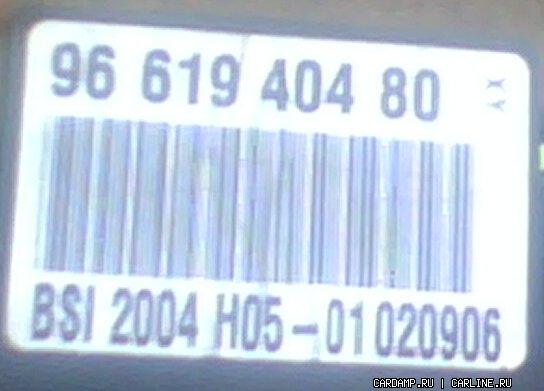 96 619 404 80
X Y
BSI 2004 H05-01 020906
CARDAMP.RU | CARLINE.RU